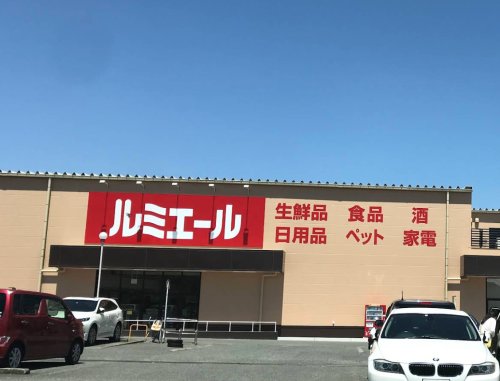 ルミエール
生鮮品 食品 酒
日用品 ペット 家電